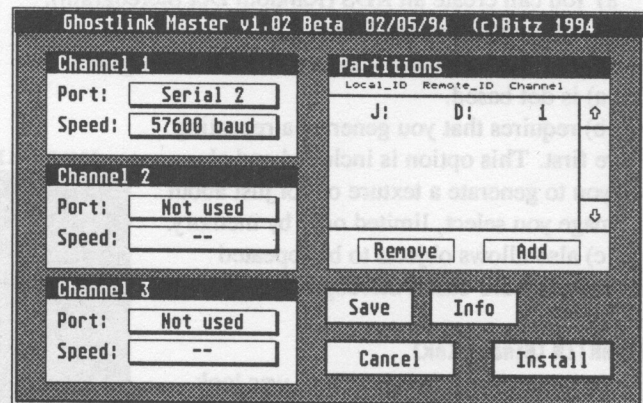 Ghostlink Master v1.02 Beta 02/05/94 (c)Bitz 1994
Channel 1
Port: Serial 2
Speed: 57600 baud
Channel 2
Port: Not used
Speed: --
Channel 3
Port: Not used
Speed: --
Partitions
Local_ID Remote_ID Channel
J: D: 1
Remove Add
Save Info
Cancel Install